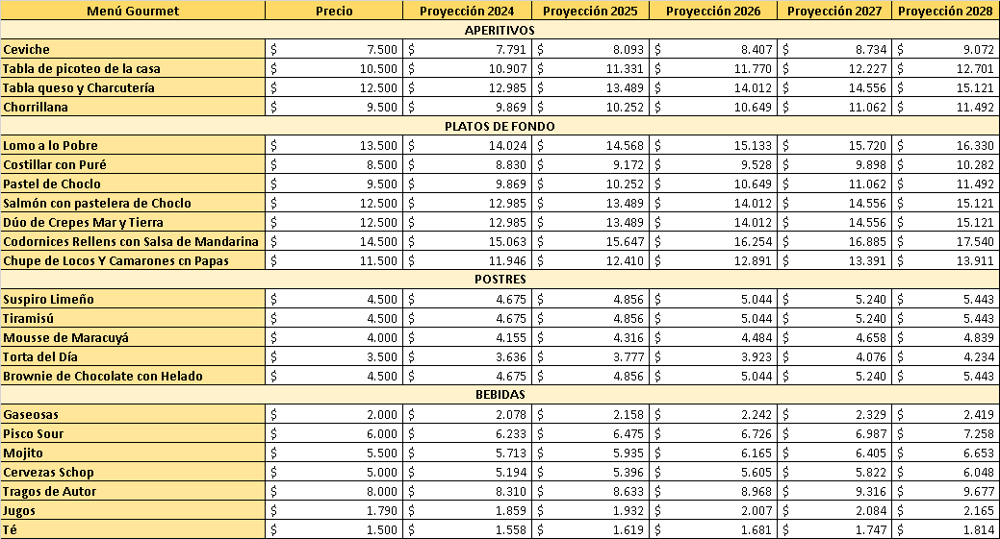 Menú Gourmet Precio Proyección 2024 Proyección 2025 Proyección 2026 Proyección 2027 Proyección 2028
APERITIVOS
Ceviche $ 7.500 $ 7.791 $ 8.093 $ 8.407 $ 8.734 $ 9.072
Tabla de picoteo de la casa $ 10.500 $ 10.907 $ 11.331 $ 11.770 $ 12.227 $ 12.701
Tabla queso y Charcutería $ 12.500 $ 12.985 $ 13.489 $ 14.012 $ 14.556 $ 15.121
Chorrillana $ 9.500 $ 9.869 $ 10.252 $ 10.649 $ 11.062 $ 11.492
PLATOS DE FONDO
Lomo a lo Pobre $ 13.500 $ 14.024 $ 14.568 $ 15.133 $ 15.720 $ 16.330
Costillar con Puré $ 8.500 $ 8.830 $ 9.172 $ 9.528 $ 9.898 $ 10.282
Pastel de Choclo $ 9.500 $ 9.869 $ 10.252 $ 10.649 $ 11.062 $ 11.492
Salmón con pastelera de Choclo $ 12.500 $ 12.985 $ 13.489 $ 14.012 $ 14.556 $ 15.121
Dúo de Crepes Mar y Tierra $ 12.500 $ 12.985 $ 13.489 $ 14.012 $ 14.556 $ 15.121
Codornices Rellens con Salsa de Mandarina $ 14.500 $ 15.063 $ 15.647 $ 16.254 $ 16.885 $ 17.540
Chupe de Locos Y Camarones cn Papas $ 11.500 $ 11.946 $ 12.410 $ 12.891 $ 13.391 $ 13.911
POSTRES
Suspiro Limeño $ 4.500 $ 4.675 $ 4.856 $ 5.044 $ 5.240 $ 5.443
Tiramisú $ 4.500 $ 4.675 $ 4.856 $ 5.044 $ 5.240 $ 5.443
Mousse de Maracuyá $ 4.000 $ 4.155 $ 4.316 $ 4.484 $ 4.658 $ 4.839
Torta del Día $ 3.500 $ 3.636 $ 3.777 $ 3.923 $ 4.076 $ 4.234
Brownie de Chocolate con Helado $ 4.500 $ 4.675 $ 4.856 $ 5.044 $ 5.240 $ 5.443
BEBIDAS
Gaseosas $ 2.000 $ 2.078 $ 2.158 $ 2.242 $ 2.329 $ 2.419
Pisco Sour $ 6.000 $ 6.233 $ 6.475 $ 6.726 $ 6.987 $ 7.258
Mojito $ 5.500 $ 5.713 $ 5.935 $ 6.165 $ 6.405 $ 6.653
Cervezas Schop $ 5.000 $ 5.194 $ 5.396 $ 5.605 $ 5.822 $ 6.048
Tragos de Autor $ 8.000 $ 8.310 $ 8.633 $ 8.968 $ 9.316 $ 9.677
Jugos $ 1.790 $ 1.859 $ 1.932 $ 2.007 $ 2.084 $ 2.165
Té $ 1.500 $ 1.558 $ 1.619 $ 1.681 $ 1.747 $ 1.814